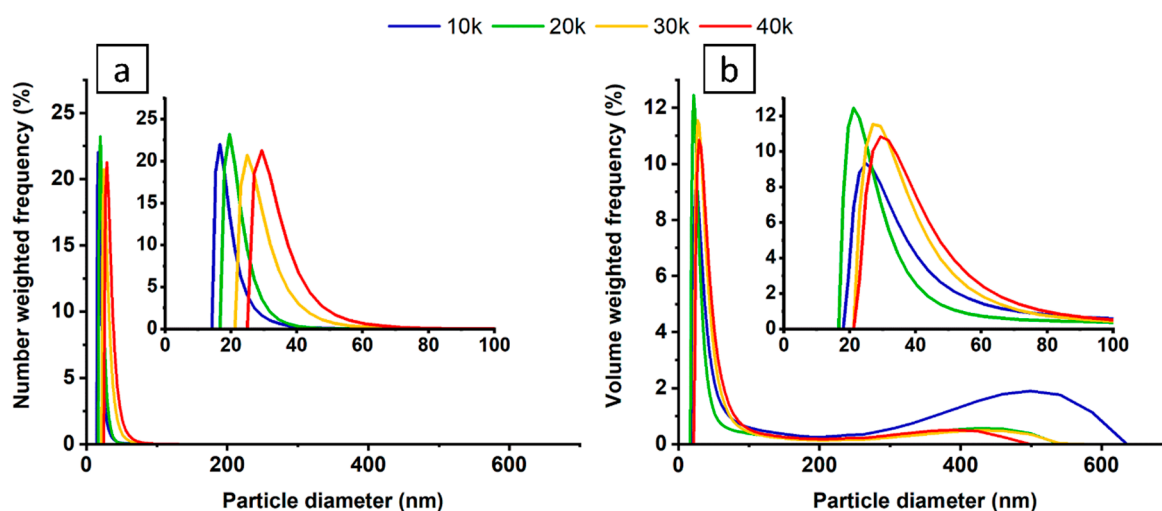 10k 20k 30k 40k
a
Number weighted frequency (%)
25
20
15
10
5
0
25
20
15
10
5
0
0 20 40 60 80 100
0 200 400 600
Particle diameter (nm)
b
Volume weighted frequency (%)
12
10
8
6
4
2
0
12
10
8
6
4
2
0
0 20 40 60 80 100
0 200 400 600
Particle diameter (nm)